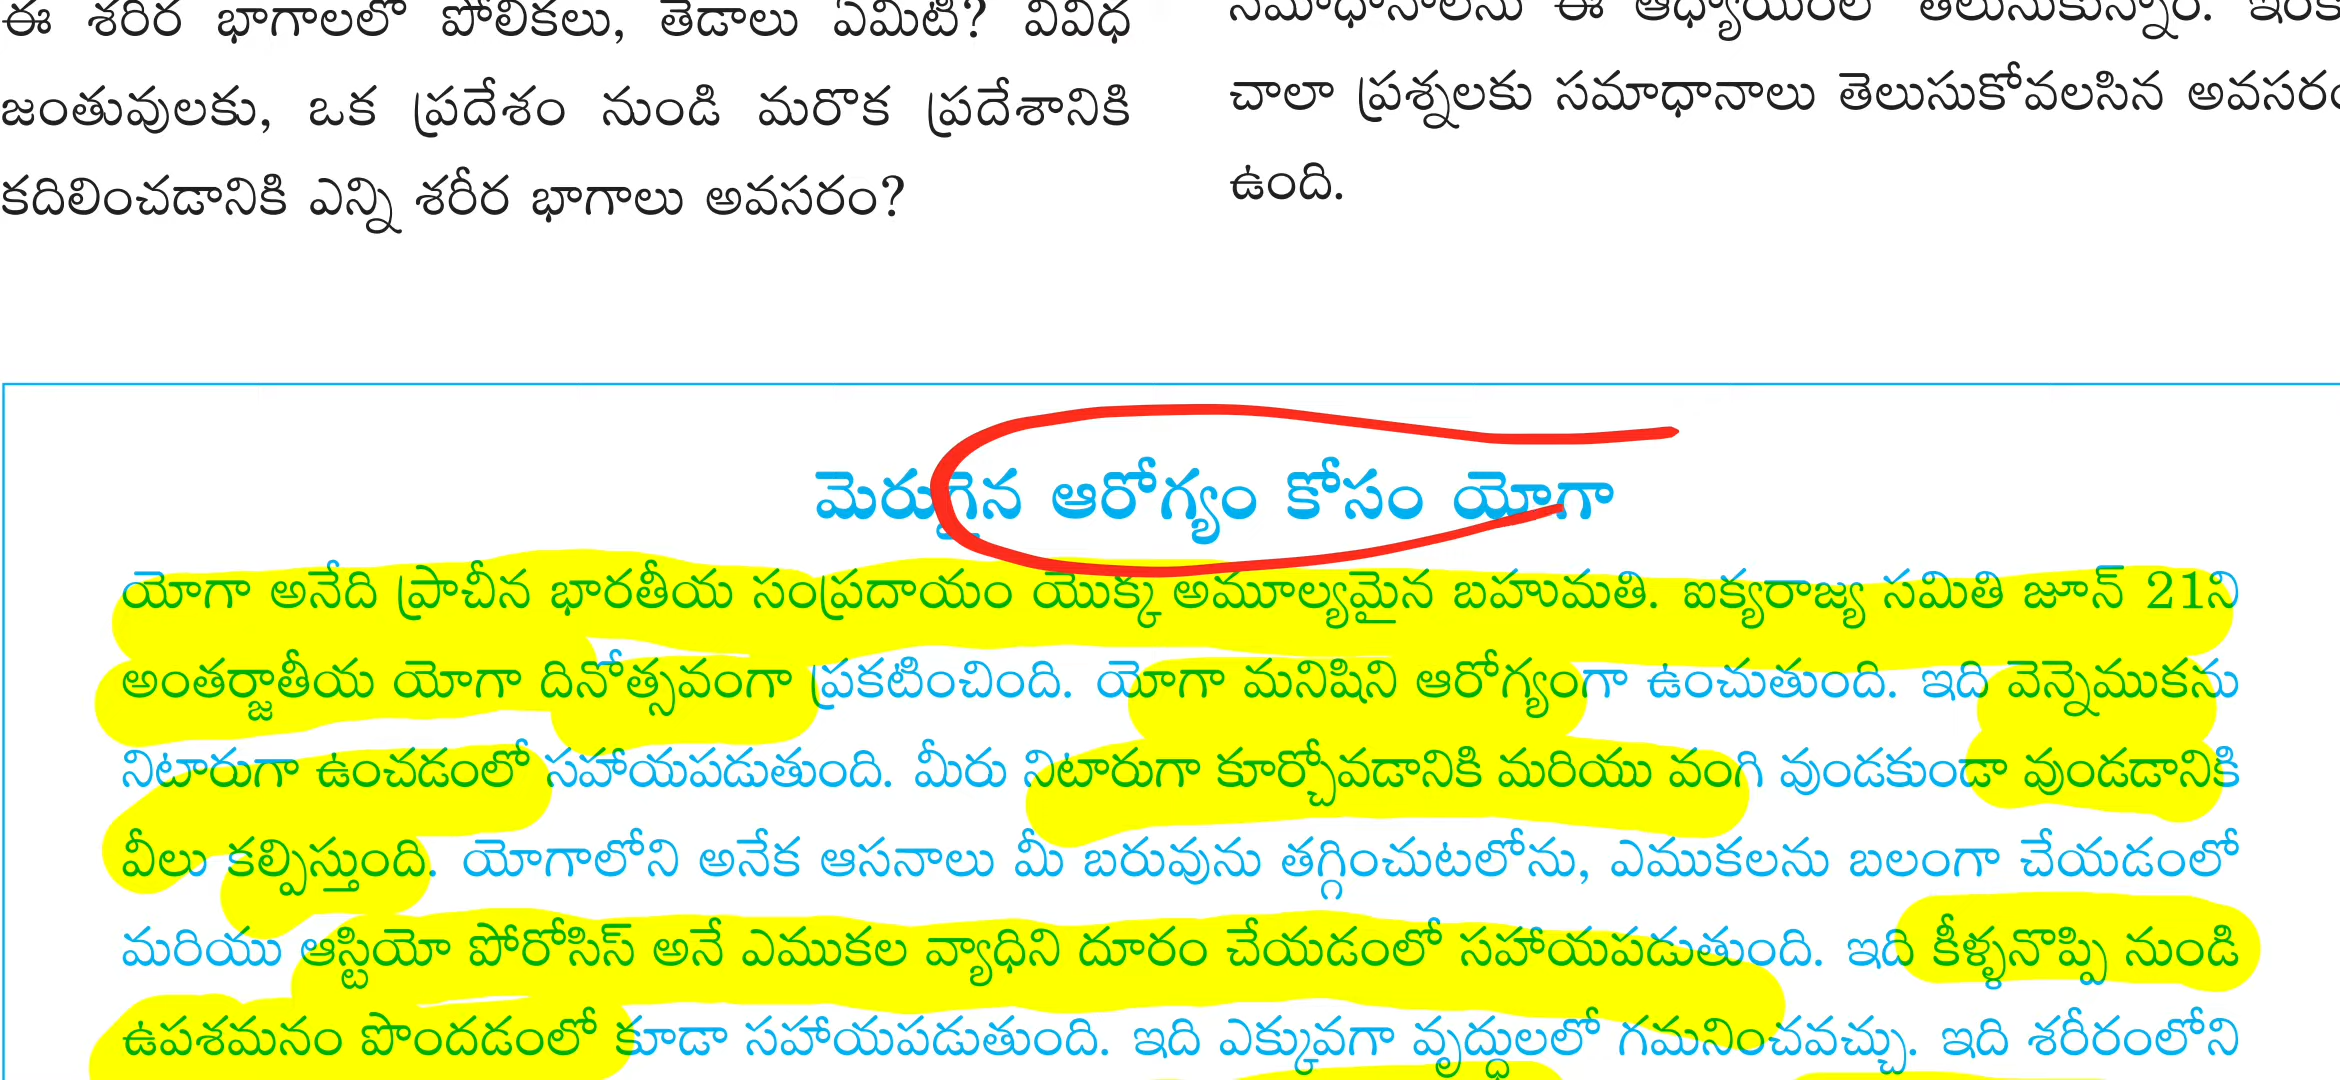 ఈ శరీర భాగాలలో పోలికలు, తేడాలు ఏమిటి? వివిధ
జంతువులకు, ఒక ప్రదేశం నుండి మరొక ప్రదేశానికి
కదిలించడానికి ఎన్ని శరీర భాగాలు అవసరం?
సమాధానాలను ఈ ఆధ్యాయంలో తెలుసుకున్నాం.
చాలా ప్రశ్నలకు సమాధానాలు తెలుసుకోవలసిన అవసరం
ఉంది.
మెరుగైన ఆరోగ్యం కోసం యోగా
యోగా అనేది ప్రాచీన భారతీయ సంప్రదాయం యొక్క అమూల్యమైన బహుమతి. ఐక్యరాజ్య సమితి జూన్ 21ని
అంతర్జాతీయ యోగా దినోత్సవంగా ప్రకటించింది. యోగా మనిషిని ఆరోగ్యంగా ఉంచుతుంది. ఇది వెన్నెముకను
నిటారుగా ఉంచడంలో సహాయపడుతుంది. మీరు నిటారుగా కూర్చోవడానికి మరియు వంగి వుండకుండా వుండడానికి
వీలు కల్పిస్తుంది. యోగాలోని అనేక ఆసనాలు మీ బరువును తగ్గించుటలోను, ఎముకలను బలంగా చేయడంలో
మరియు ఆస్టియో పోరోసిస్ అనే ఎముకల వ్యాధిని దూరం చేయడంలో సహాయపడుతుంది. ఇది కీళ్ళనొప్పి నుండి
ఉపశమనం పొందడంలో కూడా సహాయపడుతుంది. ఇది ఎక్కువగా వృద్ధులలో గమనించవచ్చు. ఇది శరీరంలోని